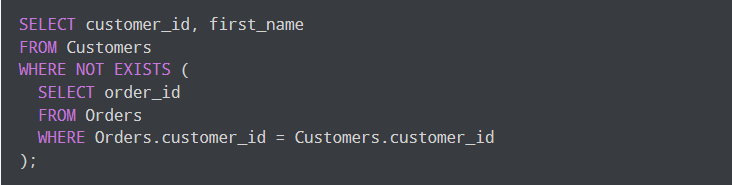 SELECT customer_id, first_name
FROM Customers
WHERE NOT EXISTS (
  SELECT order_id
  FROM Orders
  WHERE Orders.customer_id = Customers.customer_id
);